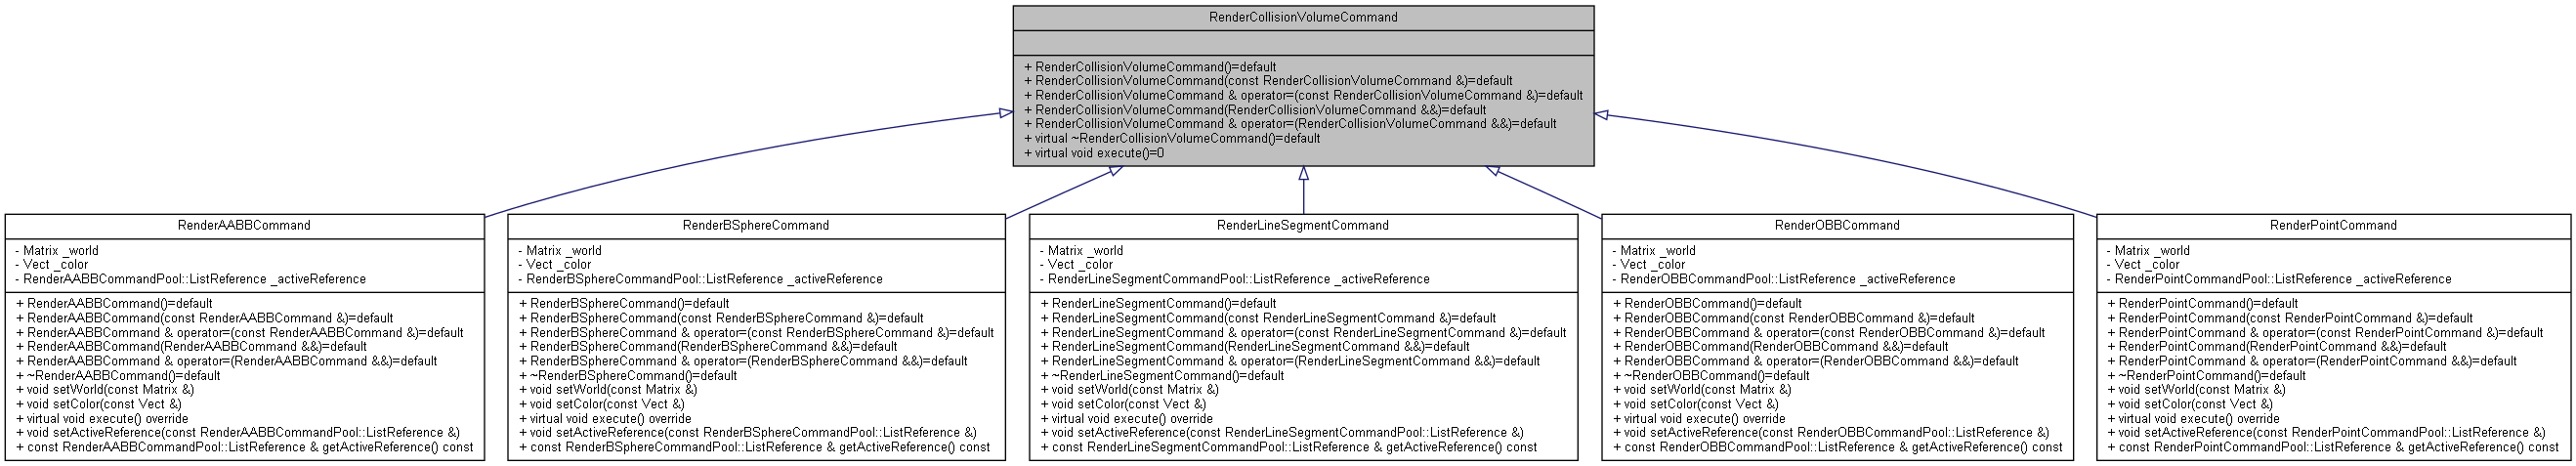 RenderCollisionVolumeCommand
+ RenderCollisionVolumeCommand()=default
+ RenderCollisionVolumeCommand(const RenderCollisionVolumeCommand &)=default
+ RenderCollisionVolumeCommand & operator=(const RenderCollisionVolumeCommand &)=default
+ RenderCollisionVolumeCommand(RenderCollisionVolumeCommand &&)=default
+ RenderCollisionVolumeCommand & operator=(RenderCollisionVolumeCommand &&)=default
+ virtual ~RenderCollisionVolumeCommand()=default
+ virtual void execute()=0
RenderAABBCommand
- Matrix _world
- Vect _color
- RenderAABBCommandPool::ListReference _activeReference
+ RenderAABBCommand()=default
+ RenderAABBCommand(const RenderAABBCommand &)=default
+ RenderAABBCommand & operator=(const RenderAABBCommand &)=default
+ RenderAABBCommand(RenderAABBCommand &&)=default
+ RenderAABBCommand & operator=(RenderAABBCommand &&)=default
+ ~RenderAABBCommand()=default
+ void setWorld(const Matrix &)
+ void setColor(const Vect &)
+ virtual void execute() override
+ void setActiveReference(const RenderAABBCommandPool::ListReference &)
+ const RenderAABBCommandPool::ListReference & getActiveReference() const
RenderBSphereCommand
- Matrix _world
- Vect _color
- RenderBSphereCommandPool::ListReference _activeReference
+ RenderBSphereCommand()=default
+ RenderBSphereCommand(const RenderBSphereCommand &)=default
+ RenderBSphereCommand & operator=(const RenderBSphereCommand &)=default
+ RenderBSphereCommand(RenderBSphereCommand &&)=default
+ RenderBSphereCommand & operator=(RenderBSphereCommand &&)=default
+ ~RenderBSphereCommand()=default
+ void setWorld(const Matrix &)
+ void setColor(const Vect &)
+ virtual void execute() override
+ void setActiveReference(const RenderBSphereCommandPool::ListReference &)
+ const RenderBSphereCommandPool::ListReference & getActiveReference() const
RenderLineSegmentCommand
- Matrix _world
- Vect _color
- RenderLineSegmentCommandPool::ListReference _activeReference
+ RenderLineSegmentCommand()=default
+ RenderLineSegmentCommand(const RenderLineSegmentCommand &)=default
+ RenderLineSegmentCommand & operator=(const RenderLineSegmentCommand &)=default
+ RenderLineSegmentCommand(RenderLineSegmentCommand &&)=default
+ RenderLineSegmentCommand & operator=(RenderLineSegmentCommand &&)=default
+ ~RenderLineSegmentCommand()=default
+ void setWorld(const Matrix &)
+ void setColor(const Vect &)
+ virtual void execute() override
+ void setActiveReference(const RenderLineSegmentCommandPool::ListReference &)
+ const RenderLineSegmentCommandPool::ListReference & getActiveReference() const
RenderOBBCommand
- Matrix _world
- Vect _color
- RenderOBBCommandPool::ListReference _activeReference
+ RenderOBBCommand()=default
+ RenderOBBCommand(const RenderOBBCommand &)=default
+ RenderOBBCommand & operator=(const RenderOBBCommand &)=default
+ RenderOBBCommand(RenderOBBCommand &&)=default
+ RenderOBBCommand & operator=(RenderOBBCommand &&)=default
+ ~RenderOBBCommand()=default
+ void setWorld(const Matrix &)
+ void setColor(const Vect &)
+ virtual void execute() override
+ void setActiveReference(const RenderOBBCommandPool::ListReference &)
+ const RenderOBBCommandPool::ListReference & getActiveReference() const
RenderPointCommand
- Matrix _world
- Vect _color
- RenderPointCommandPool::ListReference _activeReference
+ RenderPointCommand()=default
+ RenderPointCommand(const RenderPointCommand &)=default
+ RenderPointCommand & operator=(const RenderPointCommand &)=default
+ RenderPointCommand(RenderPointCommand &&)=default
+ RenderPointCommand & operator=(RenderPointCommand &&)=default
+ ~RenderPointCommand()=default
+ void setWorld(const Matrix &)
+ void setColor(const Vect &)
+ virtual void execute() override
+ void setActiveReference(const RenderPointCommandPool::ListReference &)
+ const RenderPointCommandPool::ListReference & getActiveReference() const